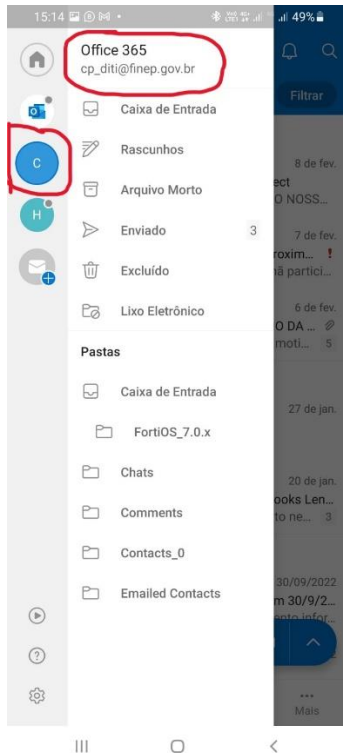 15:14
49%
Office 365
cp_diti@finep.gov.br
Filtrar
Caixa de Entrada
C
Rascunhos
8 de fev.
ect
O NOSS...
Arquivo Morto
H
Enviado 3
7 de fev.
roxim... !
nã partici...
Excluído
Lixo Eletrônico
6 de fev.
O DA ...
moti... 5
Pastas
Caixa de Entrada
27 de jan.
FortiOS_7.0.x
Chats
20 de jan.
ooks Len...
to ne... 3
Comments
Contacts_0
Emailed Contacts
30/09/2022
m 30/9/2...
Mais